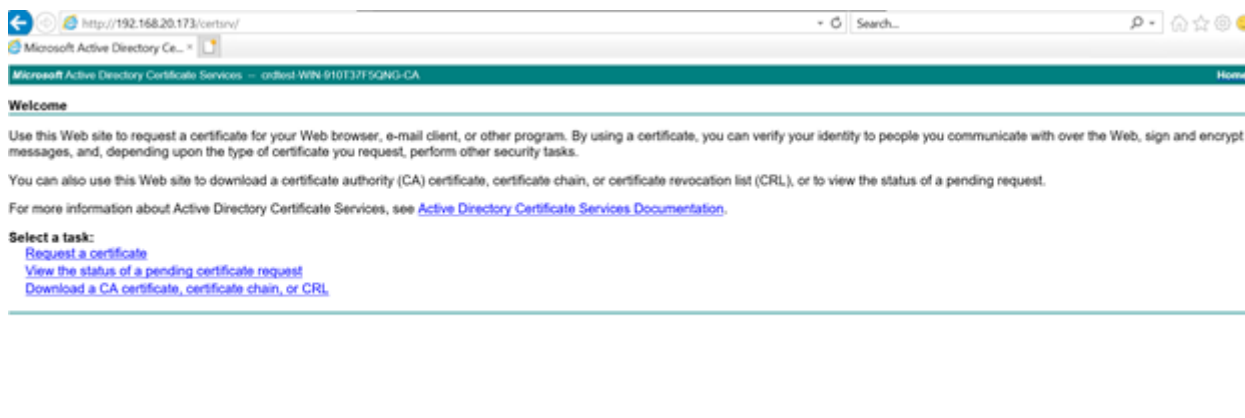 http://192.168.20.173/certsrv/
Search...
Microsoft Active Directory Ce...
Microsoft Active Directory Certificate Services -- crdtest-WIN-910T37F5QNG-CA
Home
Welcome
Use this Web site to request a certificate for your Web browser, e-mail client, or other program. By using a certificate, you can verify your identity to people you communicate with over the Web, sign and encrypt
messages, and, depending upon the type of certificate you request, perform other security tasks.
You can also use this Web site to download a certificate authority (CA) certificate, certificate chain, or certificate revocation list (CRL), or to view the status of a pending request.
For more information about Active Directory Certificate Services, see Active Directory Certificate Services Documentation.
Select a task:
Request a certificate
View the status of a pending certificate request
Download a CA certificate, certificate chain, or CRL